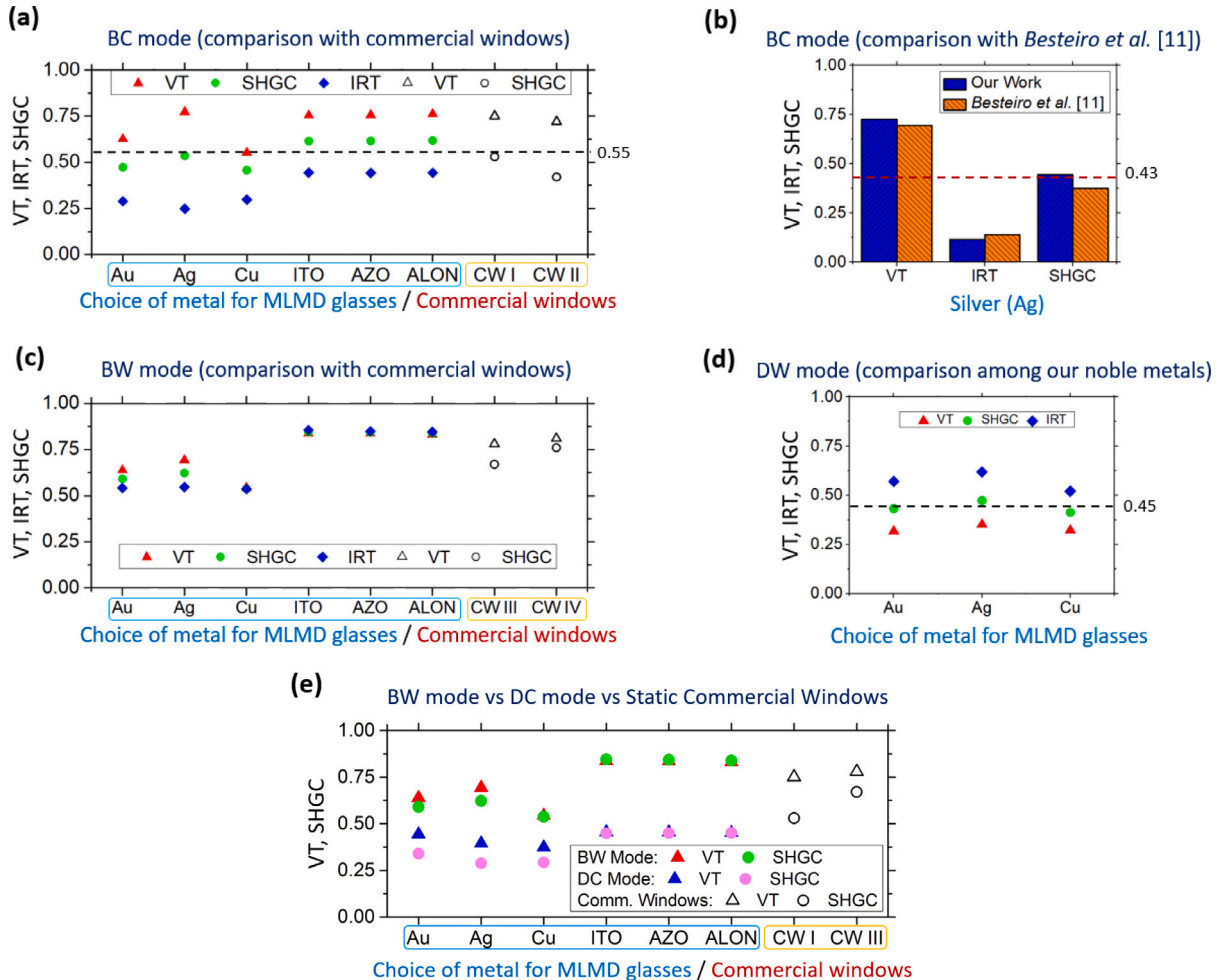 (a)
BC mode (comparison with commercial windows)
VT SHGC IRT VT SHGC
1.00
0.75
0.50
0.25
0.00
0.55
VT, IRT, SHGC
Au Ag Cu ITO AZO ALON CW I CW II
Choice of metal for MLMD glasses / Commercial windows
(b)
BC mode (comparison with Besteiro et al. [11])
Our Work
Besteiro et al. [11]
1.00
0.75
0.50
0.25
0.00
0.43
VT, IRT, SHGC
VT IRT SHGC
Silver (Ag)
(c)
BW mode (comparison with commercial windows)
1.00
0.75
0.50
0.25
0.00
VT, IRT, SHGC
VT SHGC IRT VT SHGC
Au Ag Cu ITO AZO ALON CW III CW IV
Choice of metal for MLMD glasses / Commercial windows
(d)
DW mode (comparison among our noble metals)
VT SHGC IRT
1.00
0.75
0.50
0.25
0.00
0.45
VT, IRT, SHGC
Au Ag Cu
Choice of metal for MLMD glasses
(e)
BW mode vs DC mode vs Static Commercial Windows
1.00
0.75
0.50
0.25
0.00
VT, SHGC
BW Mode: VT SHGC
DC Mode: VT SHGC
Comm. Windows: VT SHGC
Au Ag Cu ITO AZO ALON CW I CW III
Choice of metal for MLMD glasses / Commercial windows